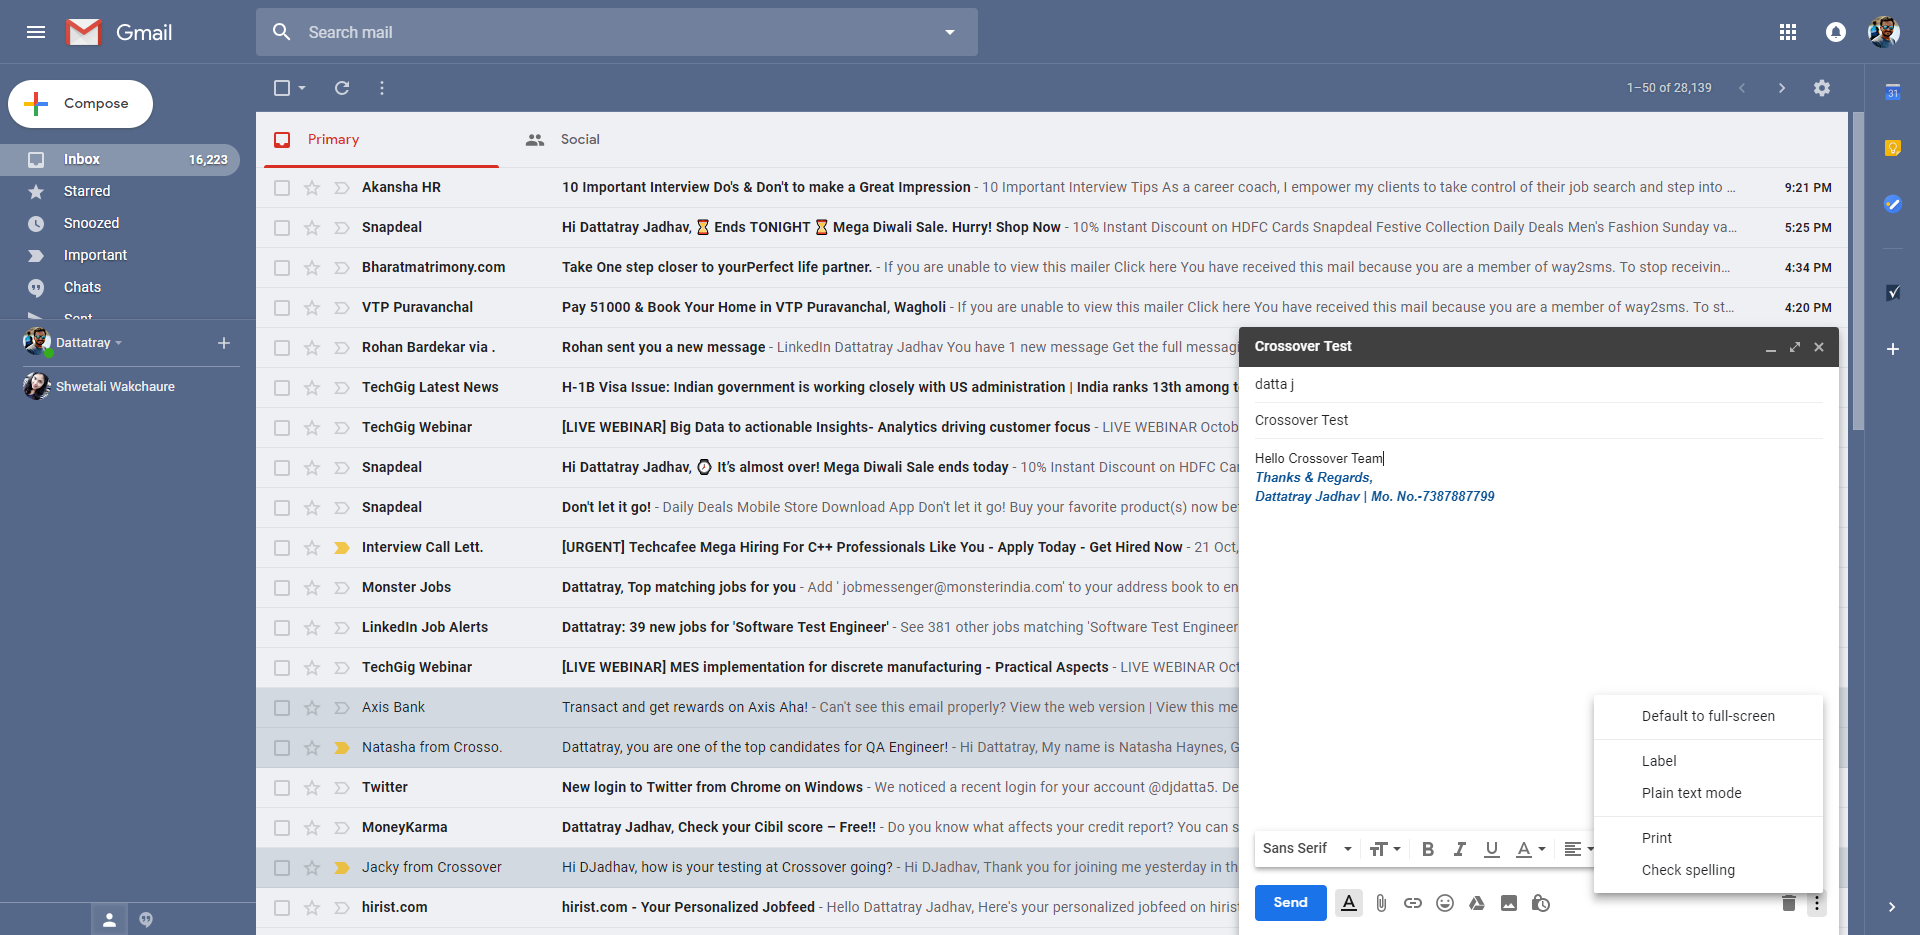 Gmail
Search mail
Compose
1–50 of 28,139
31
Inbox 16,223
Starred
Snoozed
Important
Chats
Dattatray
Shwetali Wakchaure
Primary
Social
Akansha HR 10 Important Interview Do's & Don't to make a Great Impression - 10 Important Interview Tips As a career coach, I empower my clients to take control of their job search and step into ... 9:21 PM
Snapdeal Hi Dattatray Jadhav, ⏳ Ends TONIGHT ⏳ Mega Diwali Sale. Hurry! Shop Now - 10% Instant Discount on HDFC Cards Snapdeal Festive Collection Daily Deals Men's Fashion Sunday va... 5:25 PM
Bharatmatrimony.com Take One step closer to yourPerfect life partner. - If you are unable to view this mailer Click here You have received this mail because you are a member of way2sms. To stop receivin... 4:34 PM
VTP Puravanchal Pay 51000 & Book Your Home in VTP Puravanchal, Wagholi - If you are unable to view this mailer Click here You have received this mail because you are a member of way2sms. To st... 4:20 PM
Rohan Bardekar via . Rohan sent you a new message - LinkedIn Dattatray Jadhav You have 1 new message Get the full messagi
TechGig Latest News H-1B Visa Issue: Indian government is working closely with US administration | India ranks 13th among t
TechGig Webinar [LIVE WEBINAR] Big Data to actionable Insights- Analytics driving customer focus - LIVE WEBINAR Octob
Snapdeal Hi Dattatray Jadhav, ⌚ It's almost over! Mega Diwali Sale ends today - 10% Instant Discount on HDFC Car
Snapdeal Don't let it go! - Daily Deals Mobile Store Download App Don't let it go! Buy your favorite product(s) now be
Interview Call Lett. [URGENT] Techcafee Mega Hiring For C++ Professionals Like You - Apply Today - Get Hired Now - 21 Oct,
Monster Jobs Dattatray, Top matching jobs for you - Add ' jobmessenger@monsterindia.com' to your address book to en
LinkedIn Job Alerts Dattatray: 39 new jobs for 'Software Test Engineer' - See 381 other jobs matching 'Software Test Engineer
TechGig Webinar [LIVE WEBINAR] MES implementation for discrete manufacturing - Practical Aspects - LIVE WEBINAR Oct
Axis Bank Transact and get rewards on Axis Aha! - Can't see this email properly? View the web version | View this me
Natasha from Crosso. Dattatray, you are one of the top candidates for QA Engineer! - Hi Dattatray, My name is Natasha Haynes, G
Twitter New login to Twitter from Chrome on Windows - We noticed a recent login for your account @djdatta5. De
MoneyKarma Dattatray Jadhav, Check your Cibil score – Free!! - Do you know what affects your credit report? You can s
Jacky from Crossover Hi DJadhav, how is your testing at Crossover going? - Hi DJadhav, Thank you for joining me yesterday in th
hirist.com hirist.com - Your Personalized Jobfeed - Hello Dattatray Jadhav, Here's your personalized jobfeed on hirist
Crossover Test
datta j
Crossover Test
Hello Crossover Team
Thanks & Regards,
Dattatray Jadhav | Mo. No.-7387887799
Default to full-screen
Label
Plain text mode
Print
Check spelling
Sans Serif
Send